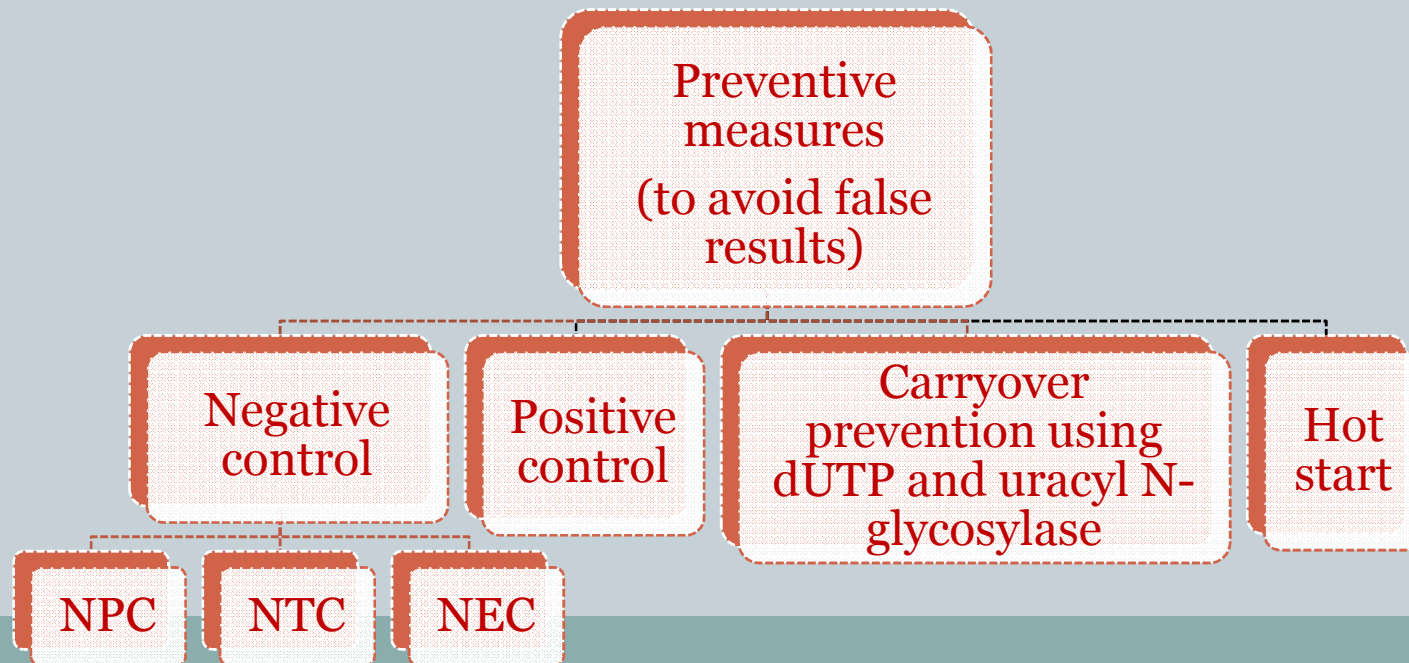 Preventive
measures
(to avoid false
results)
Negative
control
Positive
control
Carryover
prevention using
dUTP and uracyl N-
glycosylase
Hot
start
NPC
NTC
NEC